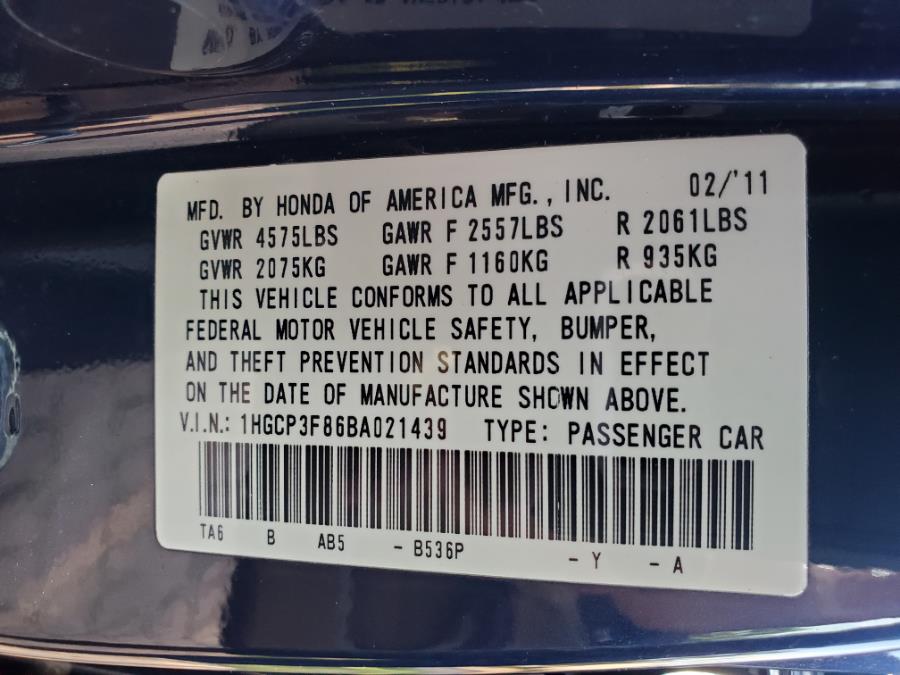 MFD. BY HONDA OF AMERICA MFG., INC. 02/'11
GVWR 4575LBS GAWR F 2557LBS R 2061LBS
GVWR 2075KG GAWR F 1160KG R 935KG
THIS VEHICLE CONFORMS TO ALL APPLICABLE
FEDERAL MOTOR VEHICLE SAFETY, BUMPER,
AND THEFT PREVENTION STANDARDS IN EFFECT
ON THE DATE OF MANUFACTURE SHOWN ABOVE.
V.I.N.: 1HGCP3F86BA021439 TYPE: PASSENGER CAR
TA6 B AB5 - B536P - Y - A